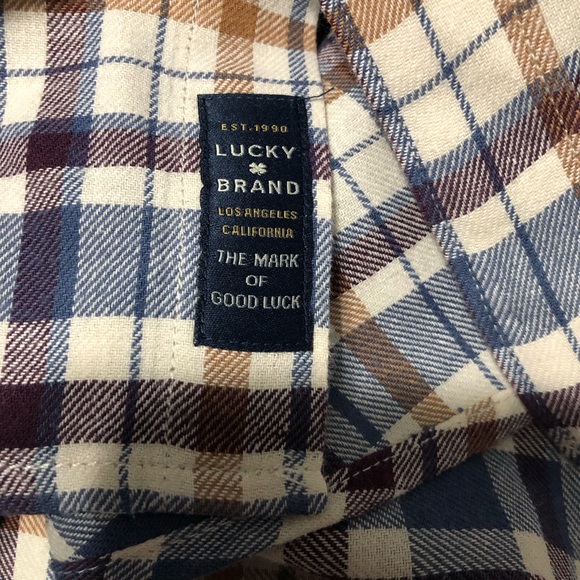 EST. 1990
LUCKY
BRAND
LOS ANGELES
CALIFORNIA
THE MARK
OF
GOOD LUCK